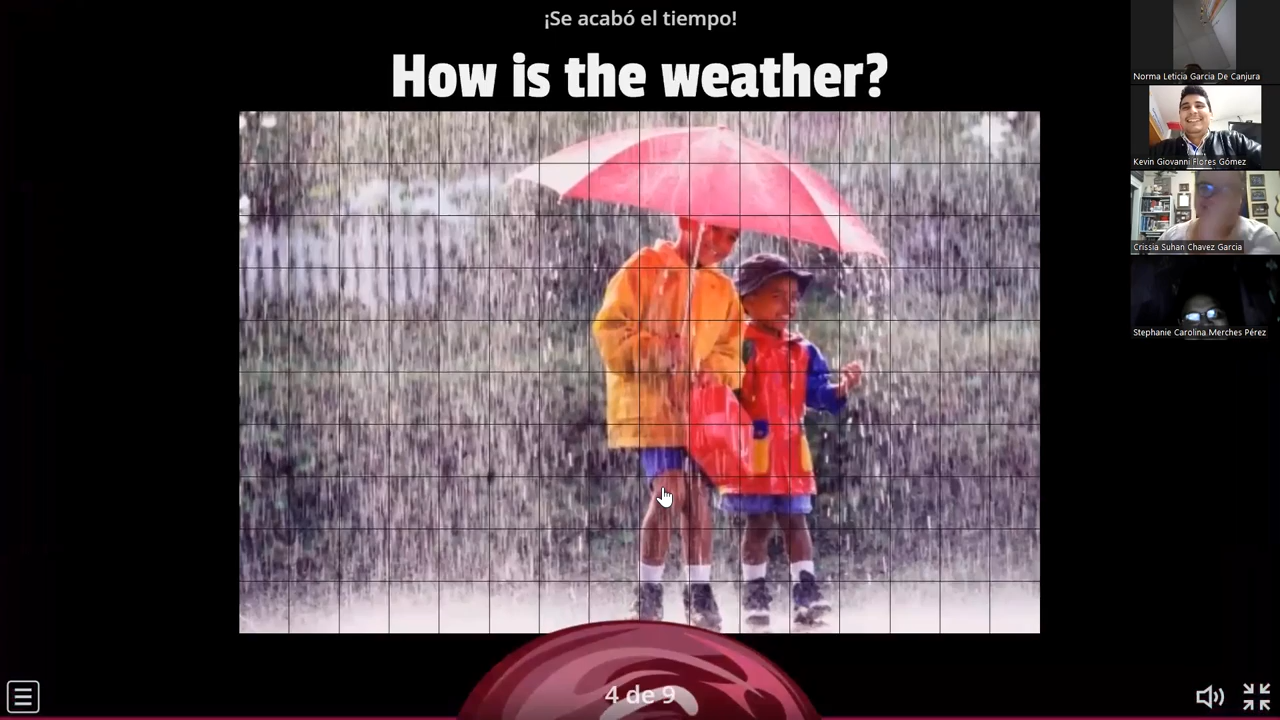 ¡Se acabó el tiempo!
How is the weather?
Norma Leticia Garcia De Canjura
Kevin Giovanni Flores Gómez
Crissia Suhan Chavez Garcia
Stephanie Carolina Merches Pérez
4 de 9